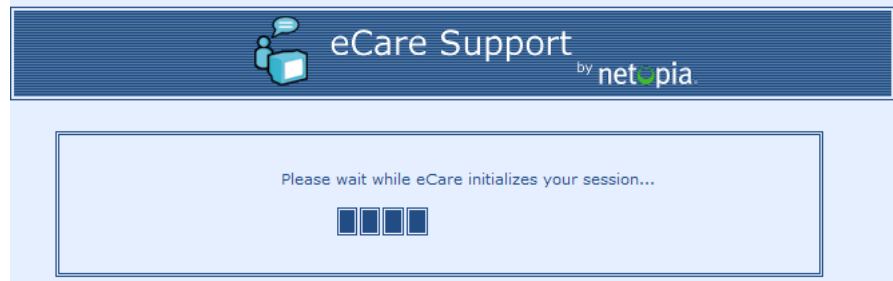 eCare Support
by netopia.
Please wait while eCare initializes your session...